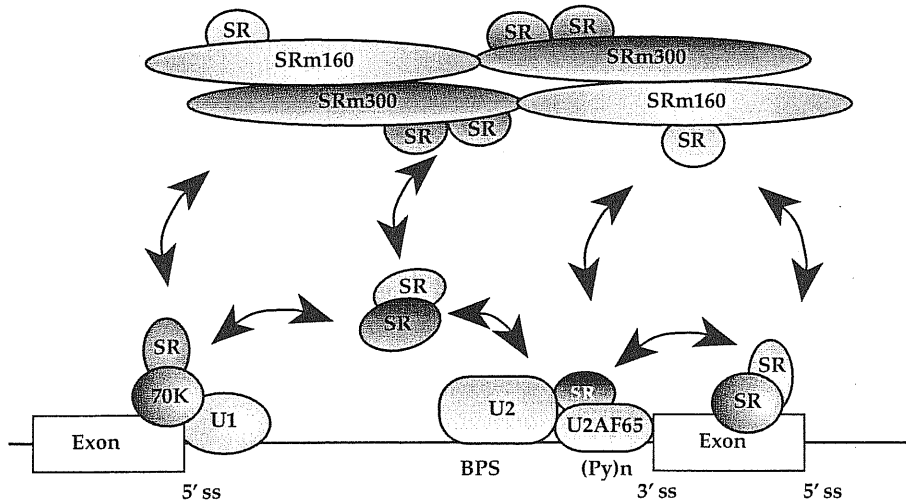 SR
SR
SR
SRm160
SRm300
SRm300
SRm160
SR
SR
SR
SR
SR
SR
SR
70K
U1
U2
SR
U2AF65
SR
Exon
Exon
BPS
(Py)n
5' ss
3' ss
5' ss